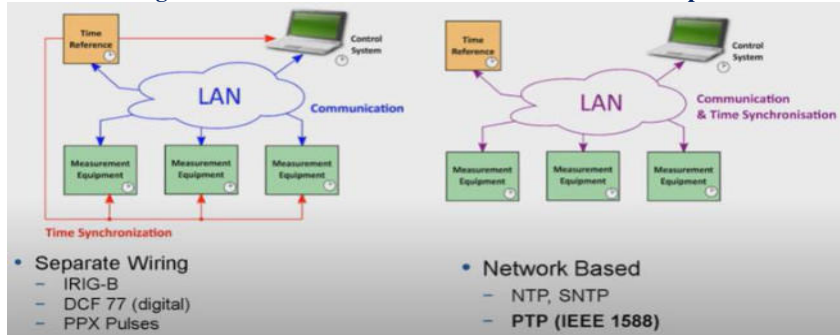 Time
Reference
Control
System
LAN
Communication
Measurement
Equipment
Measurement
Equipment
Measurement
Equipment
Time Synchronization
• Separate Wiring
– IRIG-B
– DCF 77 (digital)
– PPX Pulses
Time
Reference
Control
System
LAN
Communication
& Time Synchronisation
Measurement
Equipment
Measurement
Equipment
Measurement
Equipment
• Network Based
– NTP, SNTP
– PTP (IEEE 1588)